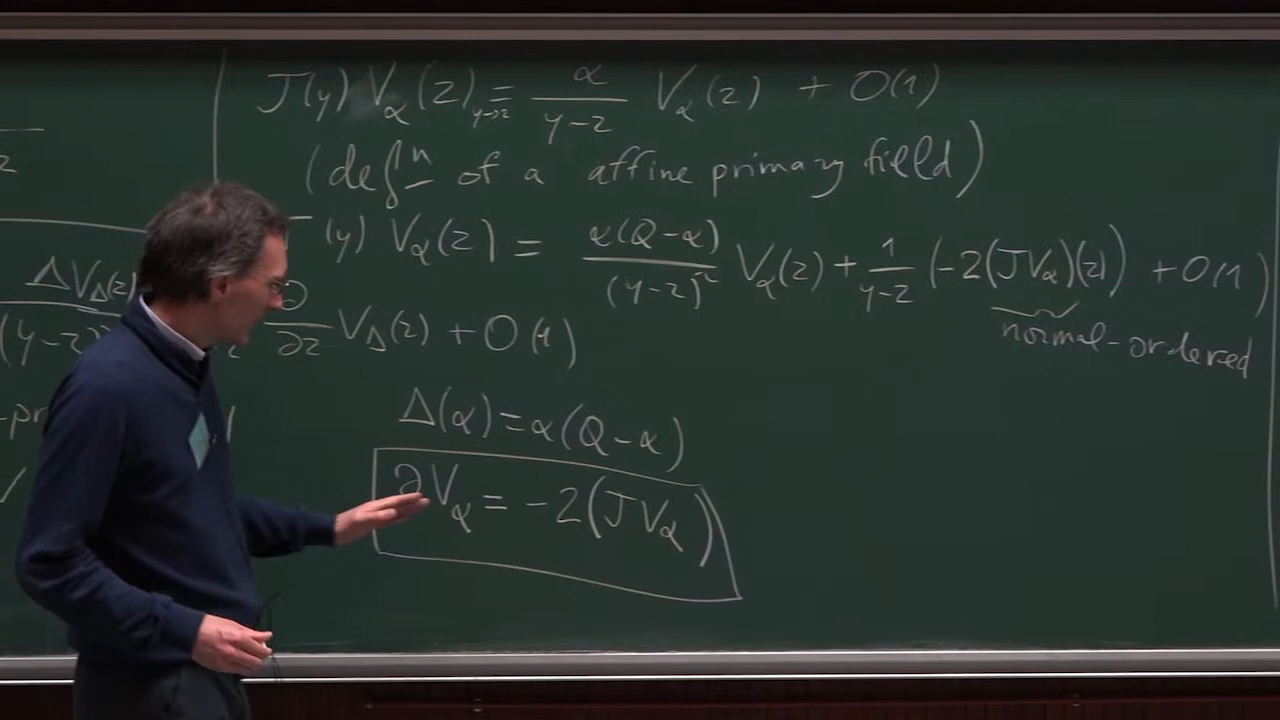 J(y) V_α(z) =_{y→z} α/(y-z) V_α(z) + O(1)
(defn of a affine primary field)
(y) V_α(z) = α(Q-α)/(y-z)² V_α(z) + 1/(y-z) (-2(JV_α)(z)) + O(1)
normal-ordered
ΔV_Δ(z)/(y-z) ∂/∂z V_Δ(z) + O(1)
Δ(α) = α(Q-α)
∂V_α = -2(JV_α)